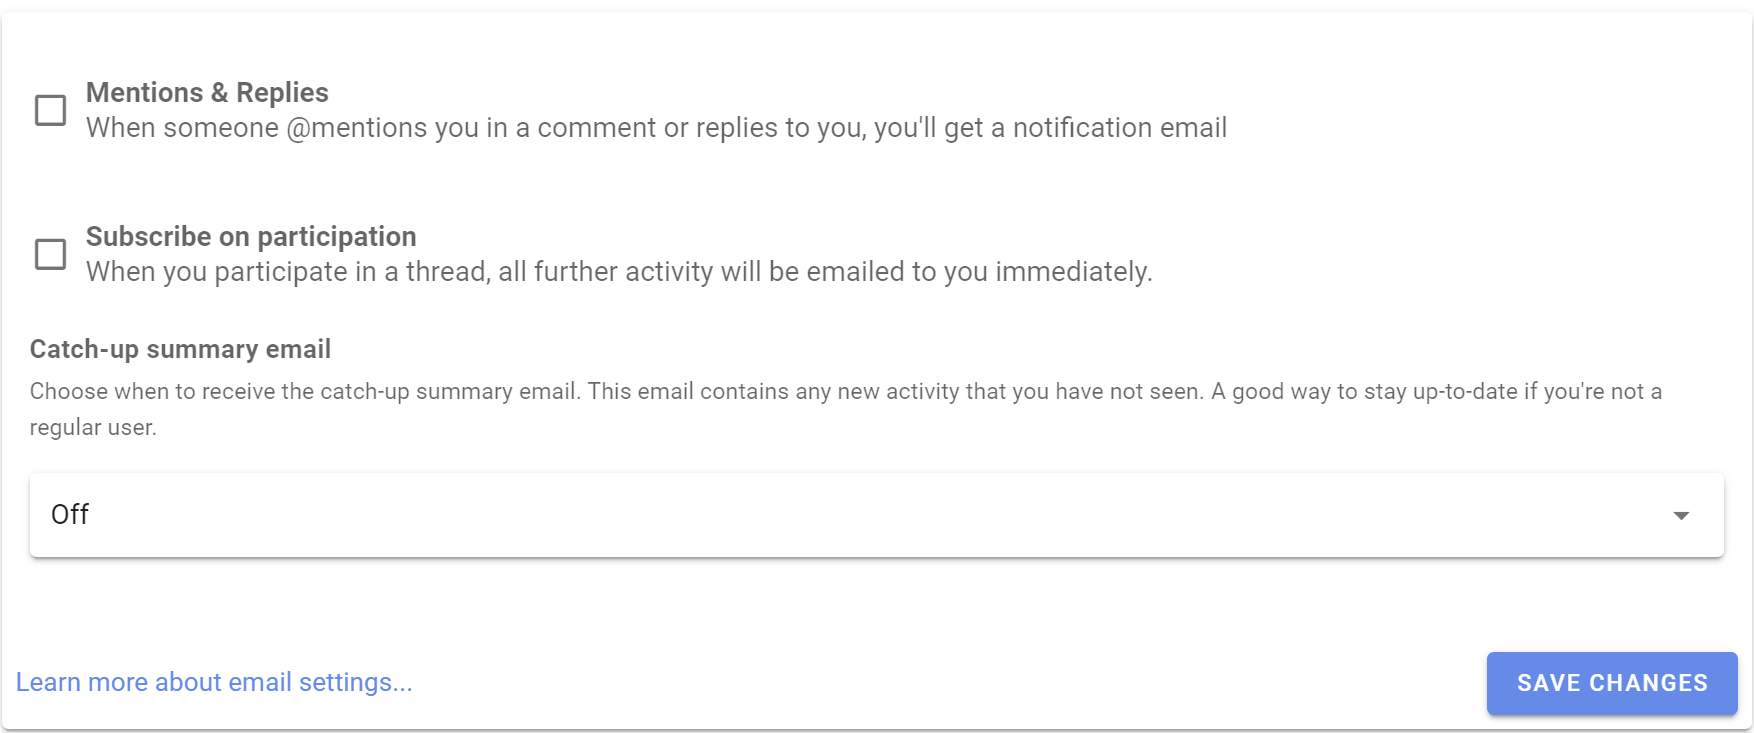 Mentions & Replies
When someone @mentions you in a comment or replies to you, you'll get a notification email
Subscribe on participation
When you participate in a thread, all further activity will be emailed to you immediately.
Catch-up summary email
Choose when to receive the catch-up summary email. This email contains any new activity that you have not seen. A good way to stay up-to-date if you're not a
regular user.
Off
Learn more about email settings...
SAVE CHANGES